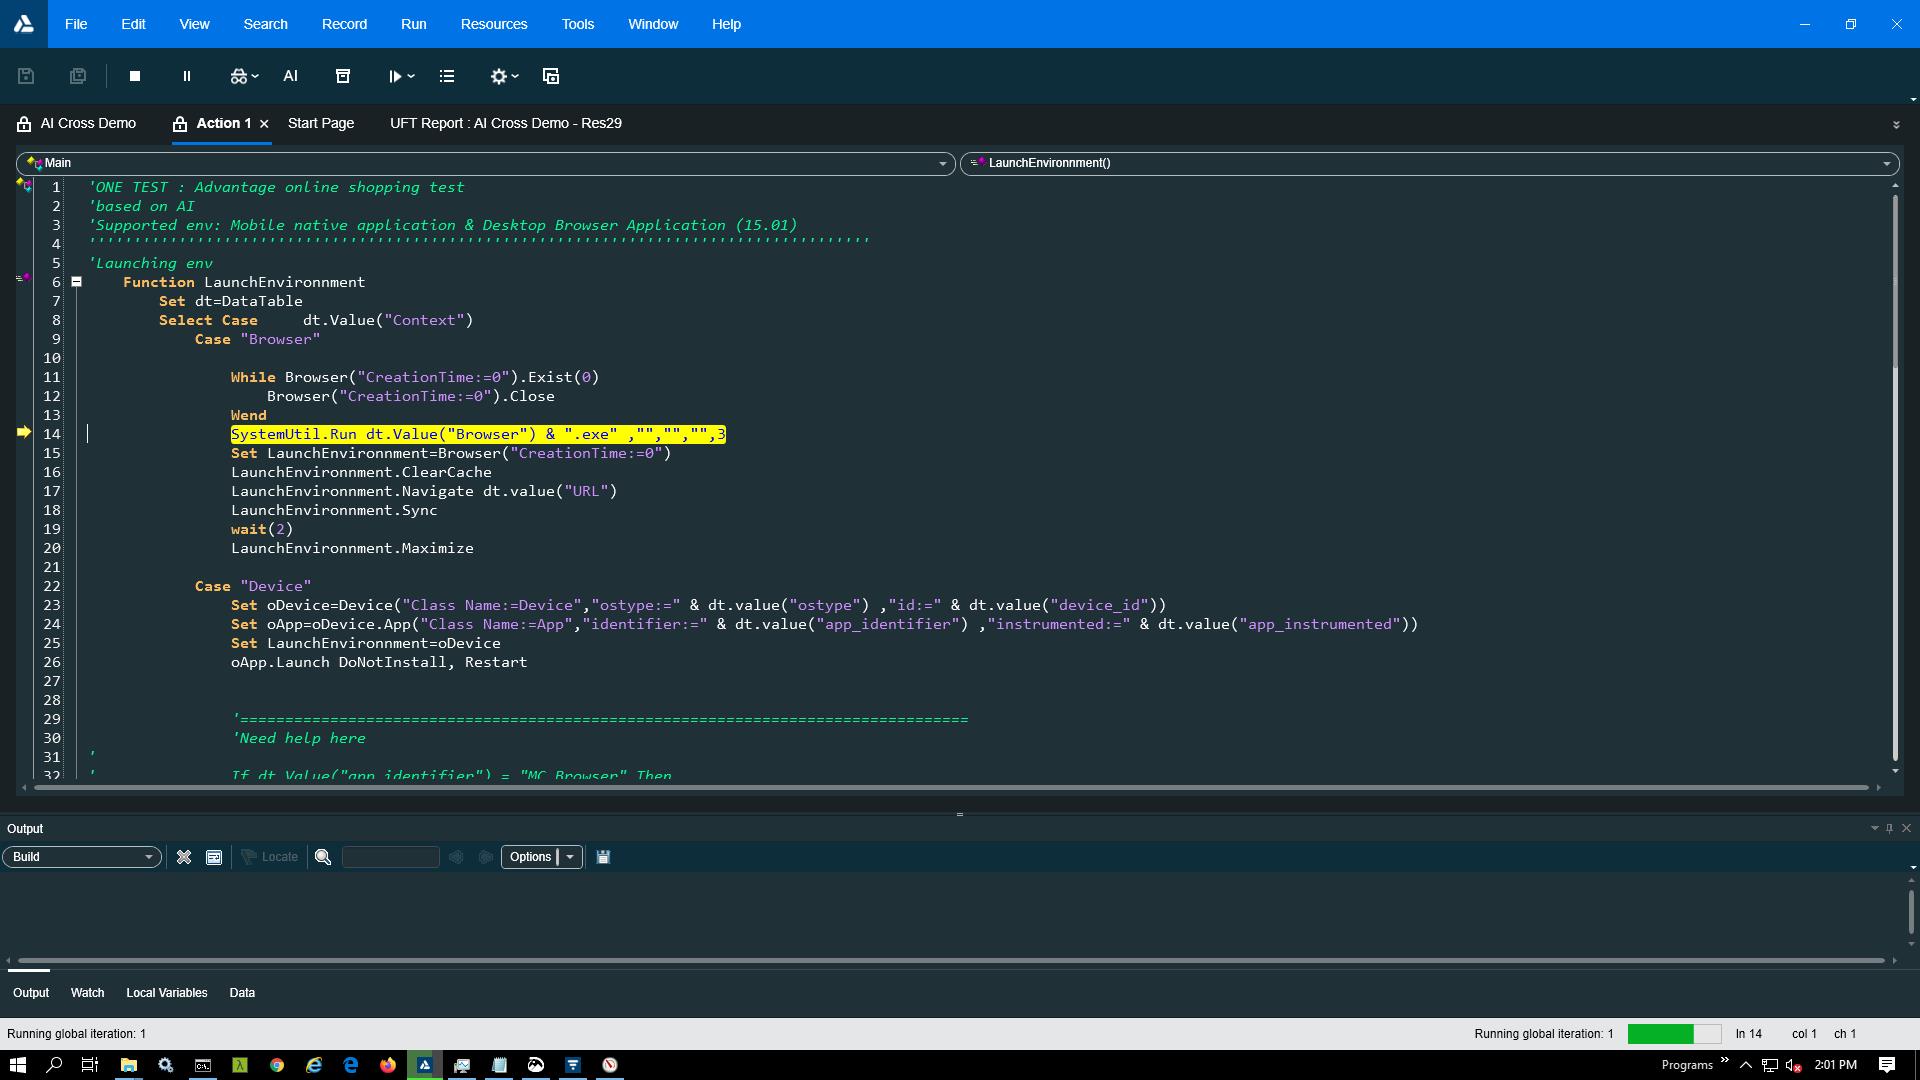 File Edit View Search Record Run Resources Tools Window Help
AI
AI Cross Demo Action 1 Start Page UFT Report : AI Cross Demo - Res29
Main LaunchEnvironnment()
1 'ONE TEST : Advantage online shopping test
2 'based on AI
3 'Supported env: Mobile native application & Desktop Browser Application (15.01)
4
5 'Launching env
6 Function LaunchEnvironnment
7 Set dt=DataTable
8 Select Case dt.Value("Context")
9 Case "Browser"
10
11 While Browser("CreationTime:=0").Exist(0)
12 Browser("CreationTime:=0").Close
13 Wend
14 SystemUtil.Run dt.Value("Browser") & ".exe" ,"","","",3
15 Set LaunchEnvironnment=Browser("CreationTime:=0")
16 LaunchEnvironnment.ClearCache
17 LaunchEnvironnment.Navigate dt.value("URL")
18 LaunchEnvironnment.Sync
19 wait(2)
20 LaunchEnvironnment.Maximize
21
22 Case "Device"
23 Set oDevice=Device("Class Name:=Device","ostype:=" & dt.value("ostype") ,"id:=" & dt.value("device_id"))
24 Set oApp=oDevice.App("Class Name:=App","identifier:=" & dt.value("app_identifier") ,"instrumented:=" & dt.value("app_instrumented"))
25 Set LaunchEnvironnment=oDevice
26 oApp.Launch DoNotInstall, Restart
27
28
29 '=================================================================================
30 'Need help here
31 '
32 ' If dt.Value("app_identifier") = "MC_Browser" Then
Output
Build Locate Options
Output Watch Local Variables Data
Running global iteration: 1 Running global iteration: 1 ln 14 col 1 ch 1
Programs 2:01 PM